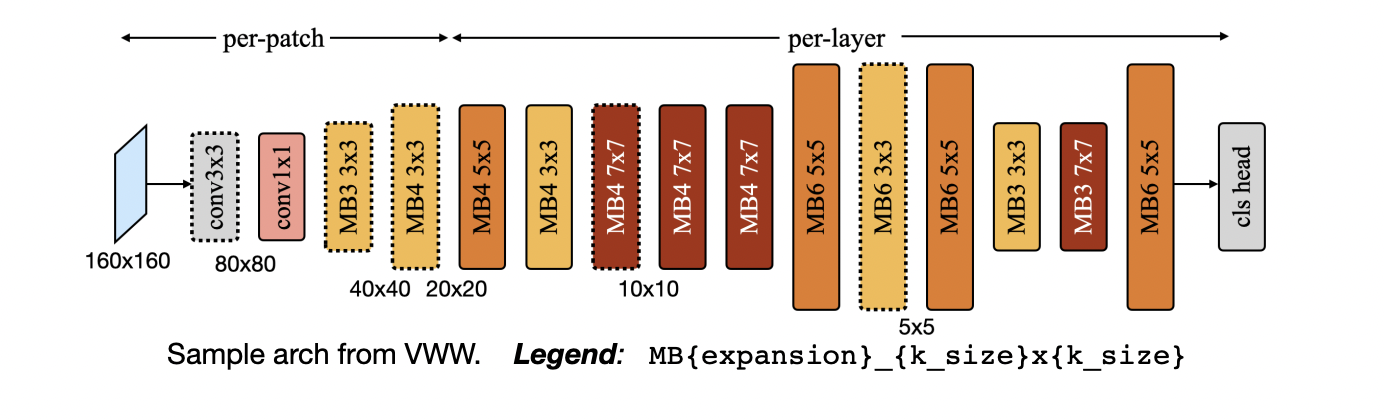 per-patch
per-layer
conv3x3
conv1x1
MB3 3x3
MB4 3x3
MB4 5x5
MB4 3x3
MB4 7x7
MB4 7x7
MB4 7x7
MB6 5x5
MB6 3x3
MB6 5x5
MB3 3x3
MB3 7x7
MB6 5x5
cls head
160x160
80x80
40x40
20x20
10x10
5x5
Sample arch from VWW. Legend: MB{expansion}_{k_size}x{k_size}